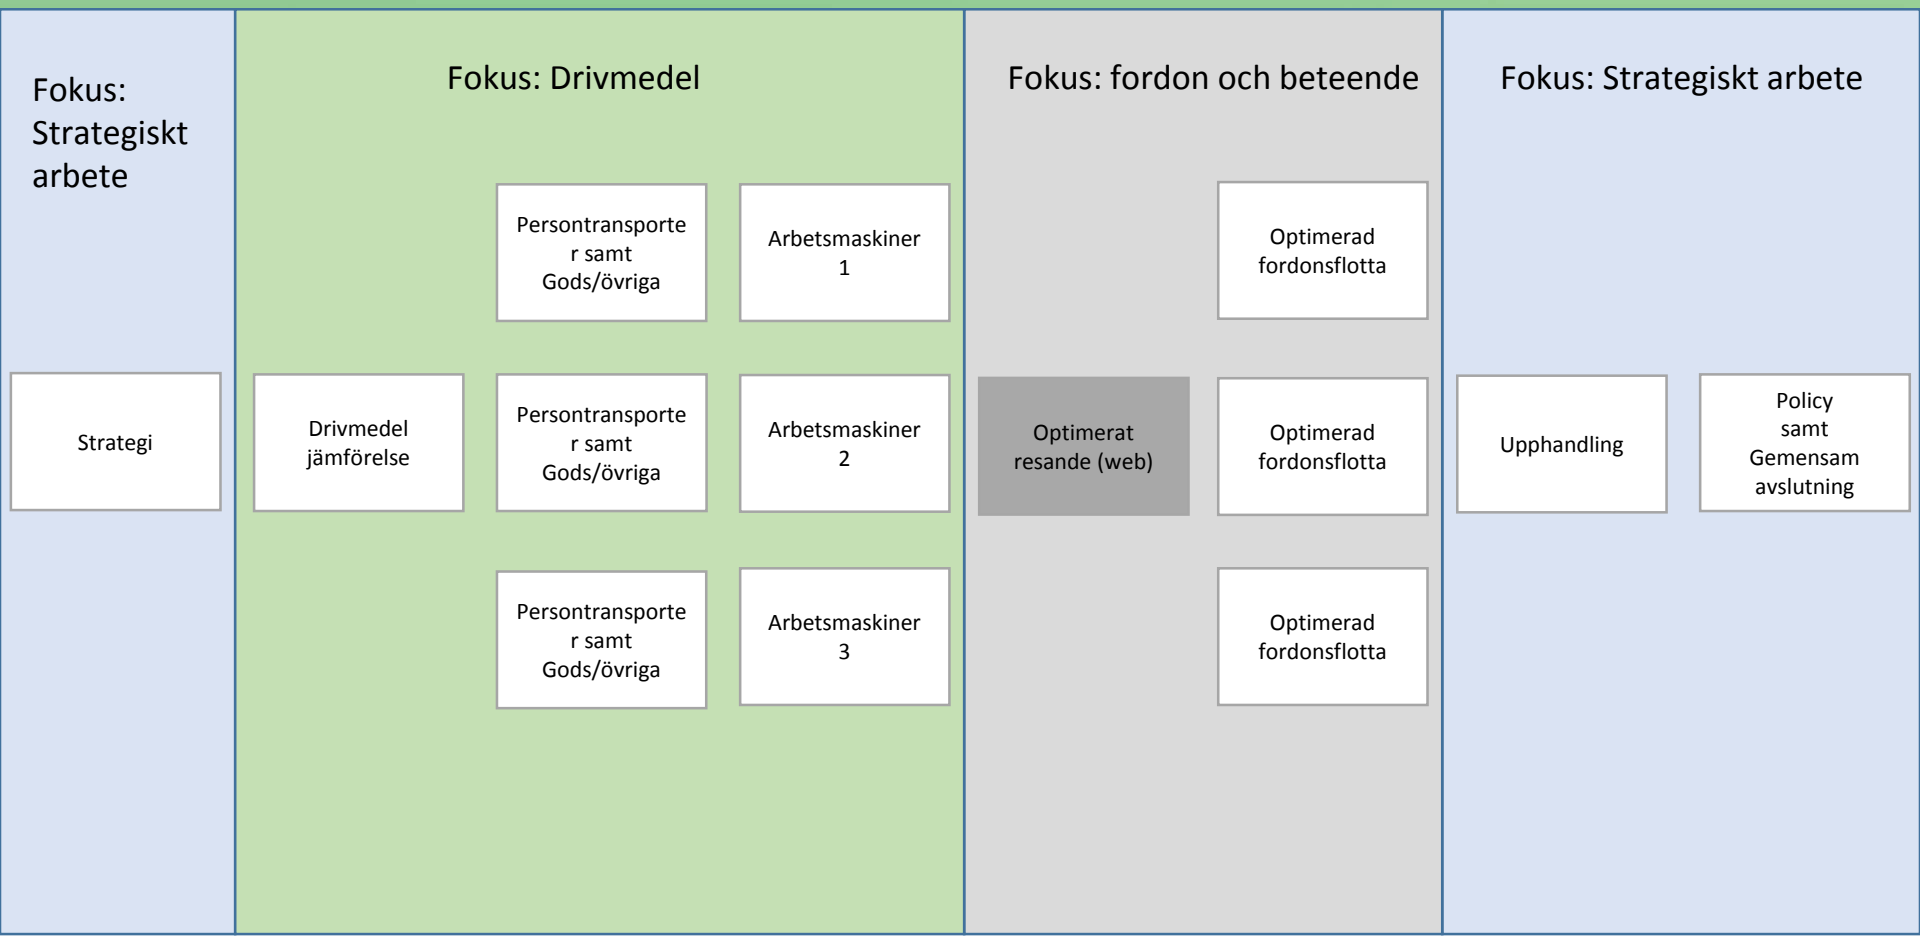 Fokus:
Strategiskt
arbete
Strategi
Fokus: Drivmedel
Drivmedel
jämförelse
Persontransporte
r samt
Gods/övriga
Persontransporte
r samt
Gods/övriga
Persontransporte
r samt
Gods/övriga
Arbetsmaskiner
1
Arbetsmaskiner
2
Arbetsmaskiner
3
Fokus: fordon och beteende
Optimerat
resande (web)
Optimerad
fordonsflotta
Optimerad
fordonsflotta
Optimerad
fordonsflotta
Fokus: Strategiskt arbete
Upphandling
Policy
samt
Gemensam
avslutning